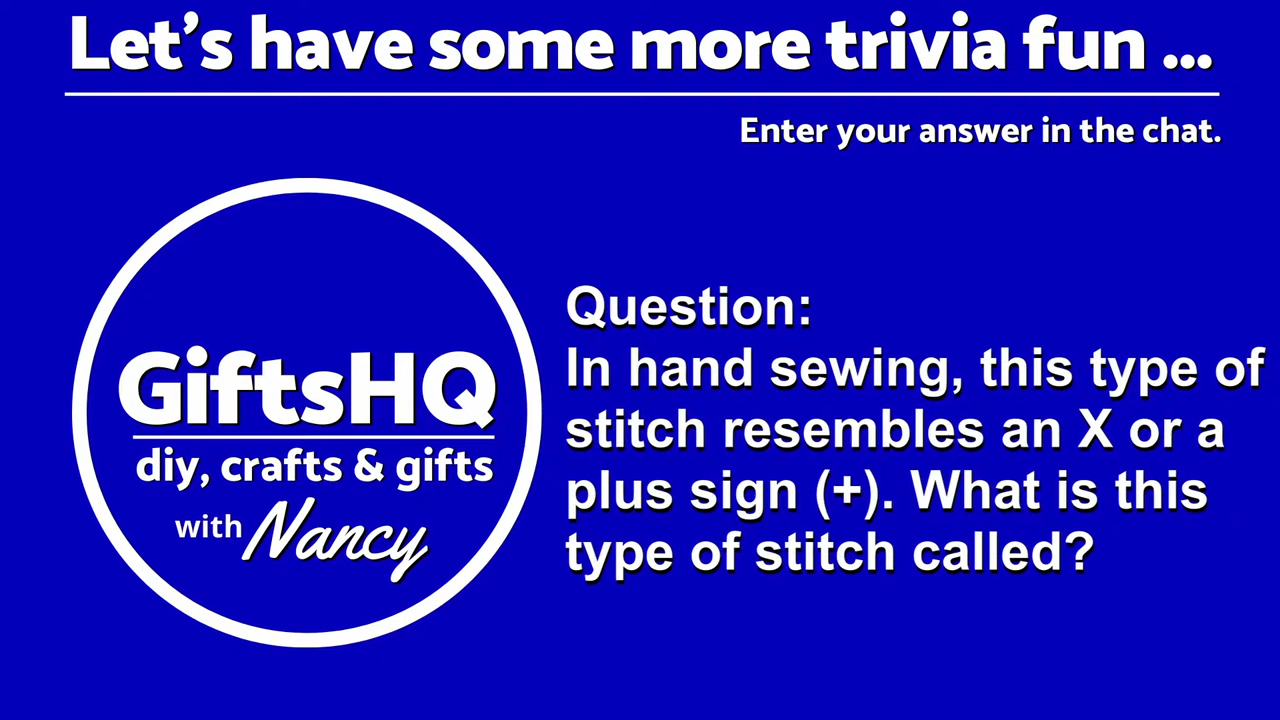 Let's have some more trivia fun ...
Enter your answer in the chat.
GiftsHQ
diy, crafts & gifts
with Nancy
Question:
In hand sewing, this type of
stitch resembles an X or a
plus sign (+). What is this
type of stitch called?